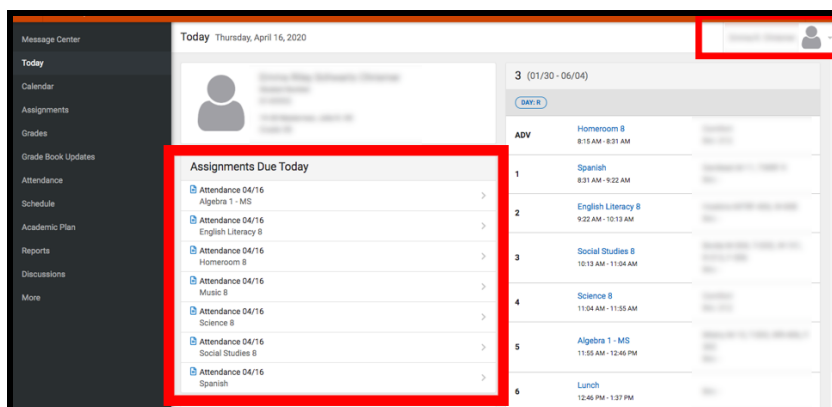 Message Center
Today
Calendar
Assignments
Grades
Grade Book Updates
Attendance
Schedule
Academic Plan
Reports
Discussions
More
Today Thursday, April 16, 2020
Assignments Due Today
Attendance 04/16
Algebra 1 - MS
Attendance 04/16
English Literacy 8
Attendance 04/16
Homeroom 8
Attendance 04/16
Music 8
Attendance 04/16
Science 8
Attendance 04/16
Social Studies 8
Attendance 04/16
Spanish
3 (01/30 - 06/04)
DAY: R
ADV Homeroom 8
8:15 AM - 8:31 AM
1 Spanish
8:31 AM - 9:22 AM
2 English Literacy 8
9:22 AM - 10:13 AM
3 Social Studies 8
10:13 AM - 11:04 AM
4 Science 8
11:04 AM - 11:55 AM
5 Algebra 1 - MS
11:55 AM - 12:46 PM
6 Lunch
12:46 PM - 1:37 PM